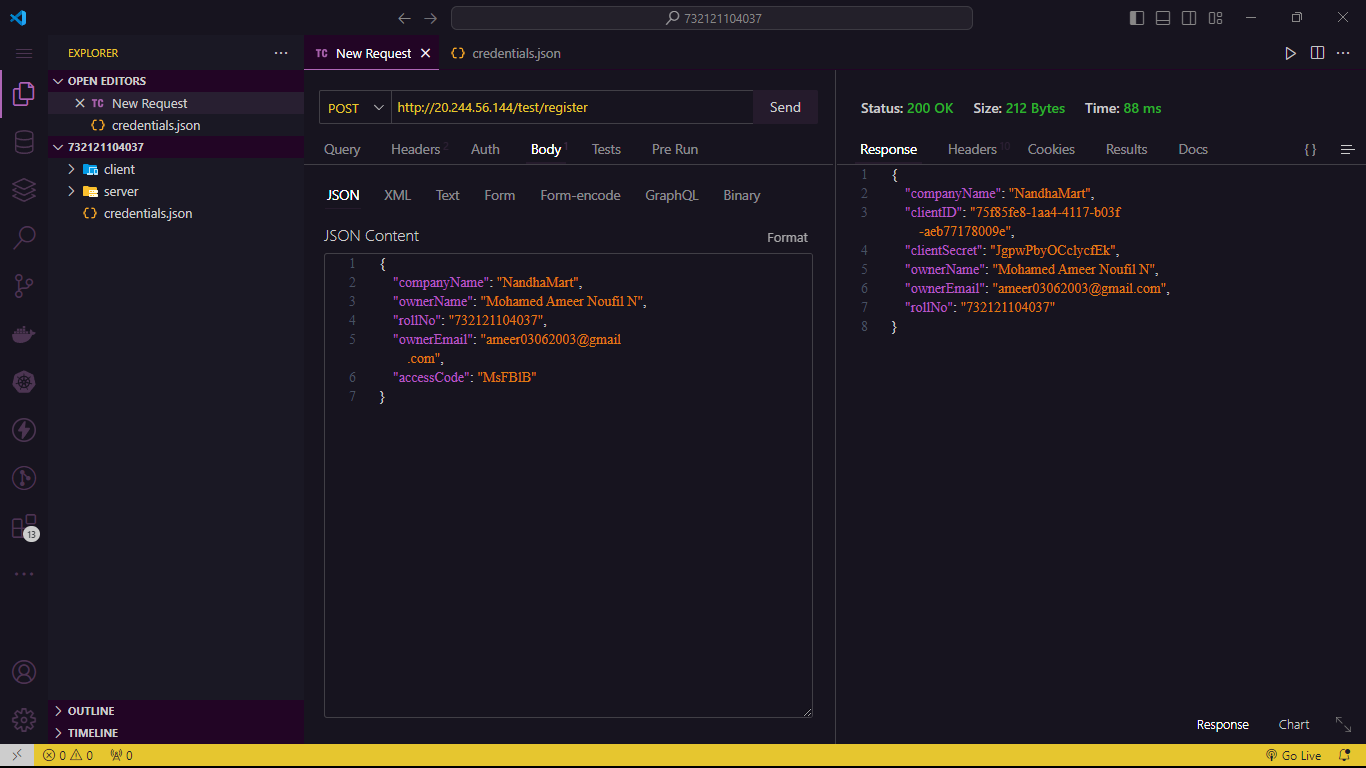 732121104037
EXPLORER
TC New Request
credentials.json
OPEN EDITORS
TC New Request
credentials.json
732121104037
client
server
credentials.json
OUTLINE
TIMELINE
13
POST
http://20.244.56.144/test/register
Send
Query
Headers 2
Auth
Body 1
Tests
Pre Run
JSON
XML
Text
Form
Form-encode
GraphQL
Binary
JSON Content
Format
1 {
2 "companyName": "NandhaMart",
3 "ownerName": "Mohamed Ameer Noufil N",
4 "rollNo": "732121104037",
5 "ownerEmail": "ameer03062003@gmail
.com",
6 "accessCode": "MsFBlB"
7 }
Status: 200 OK Size: 212 Bytes Time: 88 ms
Response
Headers 10
Cookies
Results
Docs
{ }
1 {
2 "companyName": "NandhaMart",
3 "clientID": "75f85fe8-1aa4-4117-b03f
-aeb77178009e",
4 "clientSecret": "JgpwPbyOCclycfEk",
5 "ownerName": "Mohamed Ameer Noufil N",
6 "ownerEmail": "ameer03062003@gmail.com",
7 "rollNo": "732121104037"
8 }
Response
Chart
0 0 0
Go Live